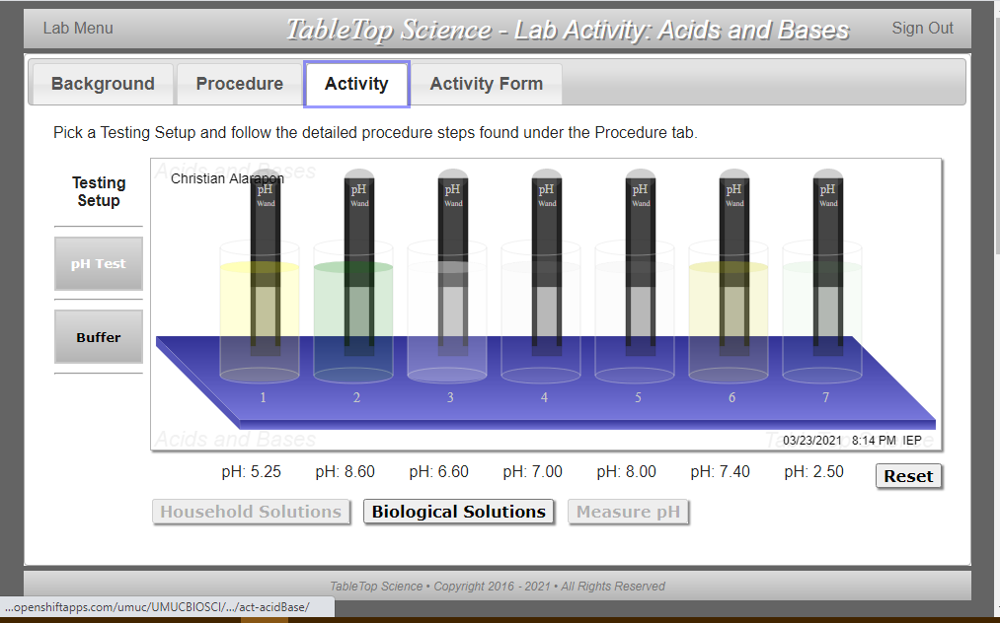 Lab Menu TableTop Science - Lab Activity: Acids and Bases Sign Out
Background Procedure Activity Activity Form
Pick a Testing Setup and follow the detailed procedure steps found under the Procedure tab.
Testing
Setup
pH Test
Buffer
Acids and Bases
Christian Alarapon
pH pH pH pH pH pH pH
Wand Wand Wand Wand Wand Wand Wand
1 2 3 4 5 6 7
Acids and Bases
03/23/2021 8:14 PM IEP
pH: 5.25 pH: 8.60 pH: 6.60 pH: 7.00 pH: 8.00 pH: 7.40 pH: 2.50
Reset
Household Solutions Biological Solutions Measure pH
TableTop Science • Copyright 2016 - 2021 • All Rights Reserved
...openshiftapps.com/umuc/UMUCBIOSCI/.../act-acidBase/